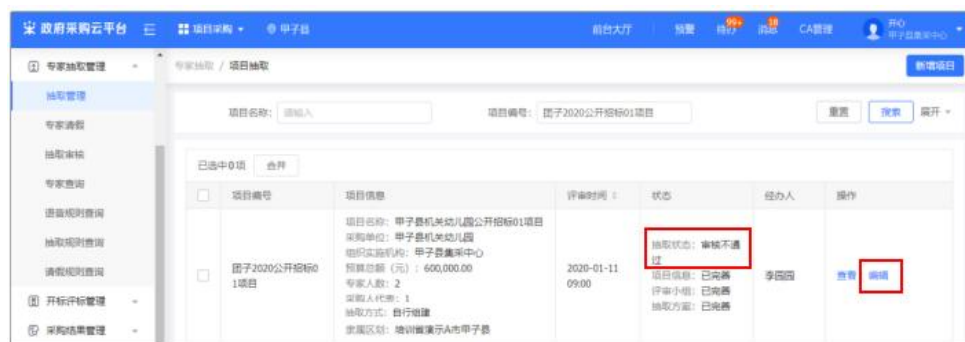 政府采购云平台
项目采购
甲子县
前台大厅
预警
待办
99+
消息
18
CA管理
开心
甲子县集采中心
专家抽取管理
专家抽取 / 项目抽取
新增项目
抽取管理
专家请假
抽取审核
专家查询
语音规则查询
抽取规则查询
请假规则查询
开标评标管理
采购结果管理
项目名称： 请输入
项目编号： 团子2020公开招标01项目
重置
搜索
展开
已选中0项
合并
项目编号
项目信息
评审时间
状态
经办人
操作
团子2020公开招标0
1项目
项目名称：甲子县机关幼儿园公开招标01项目
采购单位：甲子县机关幼儿园
组织实施机构：甲子县集采中心
预算总额（元）：600,000.00
专家人数：2
采购人代表：1
抽取方式：自行组建
隶属区划：培训省演示A市甲子县
2020-01-11
09:00
抽取状态：审核不通
过
项目信息：已完善
评审小组：已完善
抽取方案：已完善
李园园
查看
编辑